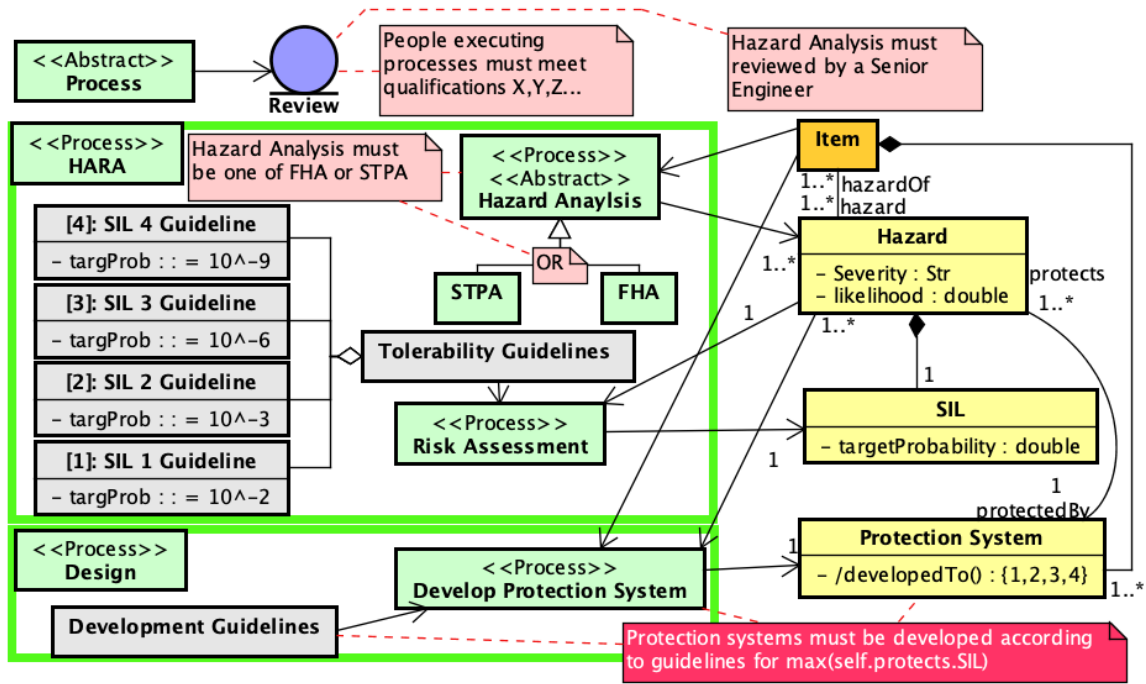 <<Abstract>>
Process
Review
People executing
processes must meet
qualifications X,Y,Z...
Hazard Analysis must
reviewed by a Senior
Engineer
<<Process>>
HARA
Hazard Analysis must
be one of FHA or STPA
<<Process>>
<<Abstract>>
Hazard Anaylsis
Item
1..* hazardOf
1..* hazard
[4]: SIL 4 Guideline
- targProb : : = 10^-9
[3]: SIL 3 Guideline
- targProb : : = 10^-6
[2]: SIL 2 Guideline
- targProb : : = 10^-3
[1]: SIL 1 Guideline
- targProb : : = 10^-2
OR
STPA
FHA
1..*
Hazard
- Severity : Str
- likelihood : double
protects
1..*
1
1..*
Tolerability Guidelines
1
<<Process>>
Risk Assessment
SIL
- targetProbability : double
1
1
protectedBy
<<Process>>
Design
<<Process>>
Develop Protection System
1
Protection System
- /developedTo() : {1,2,3,4}
1..*
Development Guidelines
Protection systems must be developed according
to guidelines for max(self.protects.SIL)